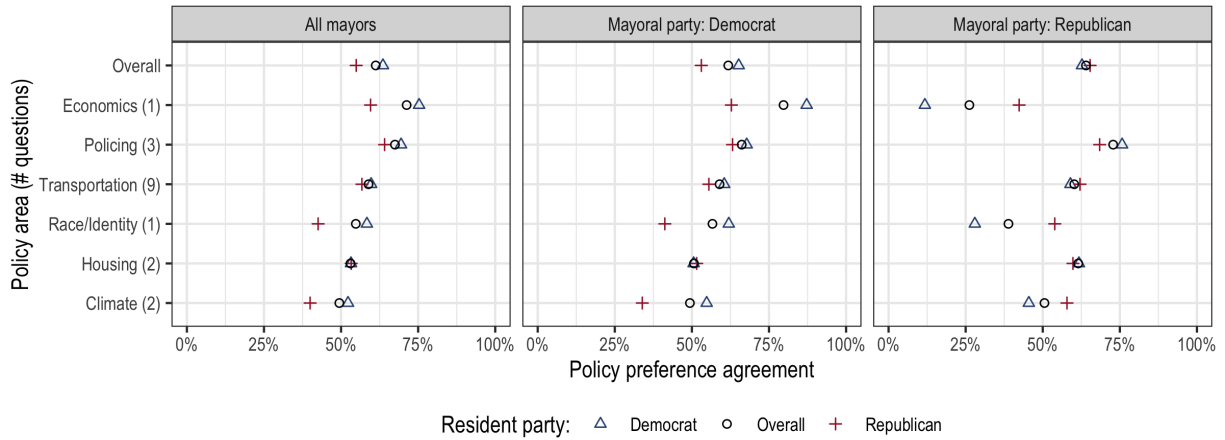 All mayors
Mayoral party: Democrat
Mayoral party: Republican
Policy area (# questions)
Overall
Economics (1)
Policing (3)
Transportation (9)
Race/Identity (1)
Housing (2)
Climate (2)
0% 25% 50% 75% 100%
0% 25% 50% 75% 100%
0% 25% 50% 75% 100%
Policy preference agreement
Resident party: Democrat Overall Republican